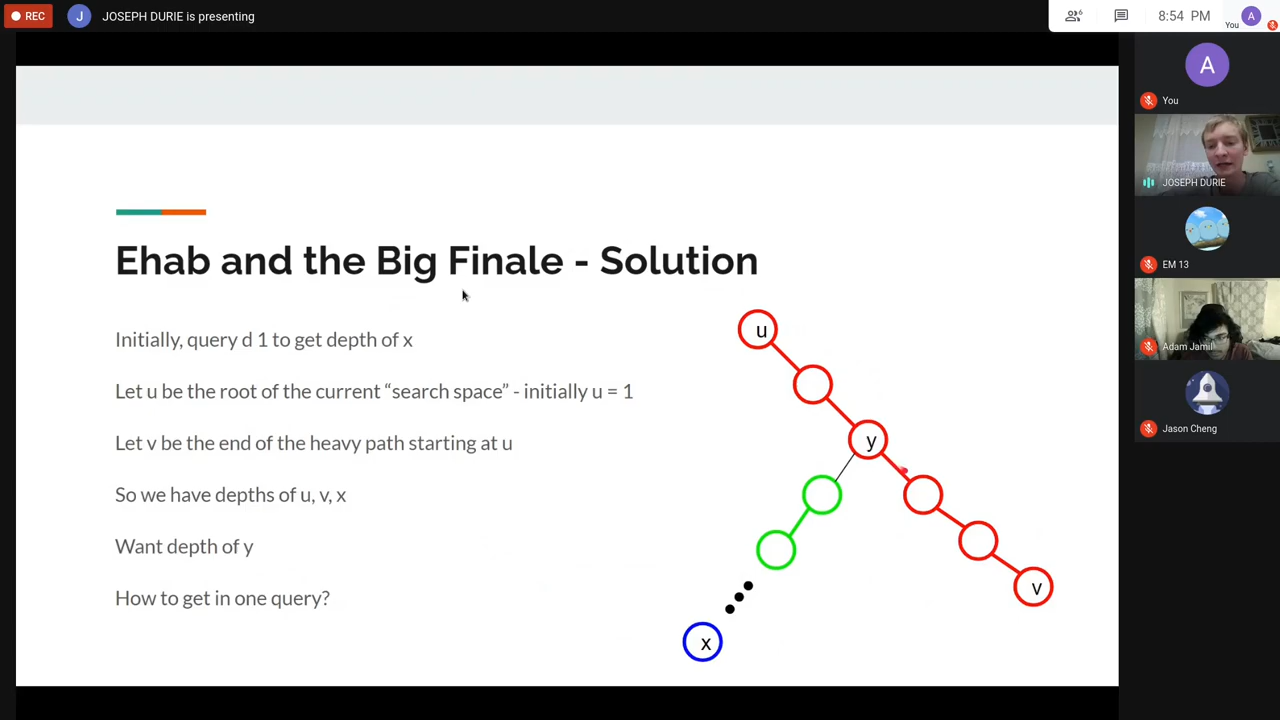 REC
J
JOSEPH DURIE is presenting
6
8:54 PM
You
A
A
You
JOSEPH DURIE
EM 13
Adam Jamil
Jason Cheng
Ehab and the Big Finale - Solution
Initially, query d 1 to get depth of x
Let u be the root of the current “search space” - initially u = 1
Let v be the end of the heavy path starting at u
So we have depths of u, v, x
Want depth of y
How to get in one query?
u
y
v
x